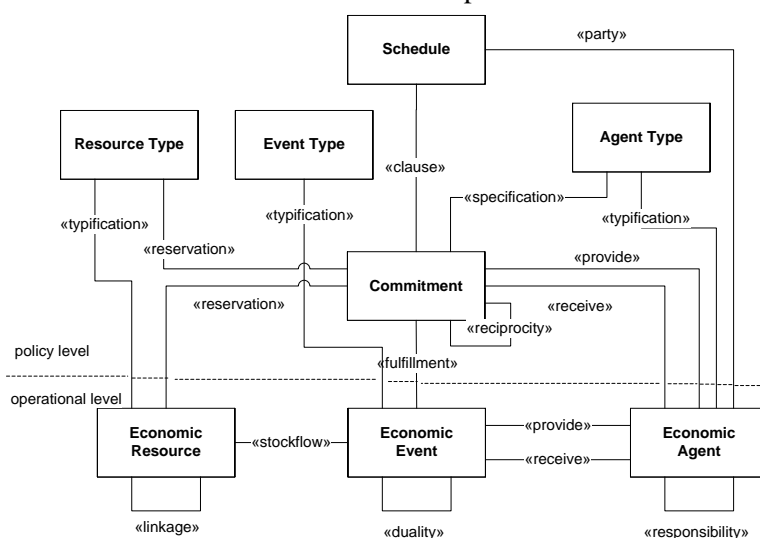 Schedule
«party»
Resource Type
Event Type
Agent Type
«clause»
«specification»
«typification»
«typification»
«typification»
«reservation»
«provide»
Commitment
«reservation»
«receive»
«reciprocity»
policy level
«fulfillment»
operational level
Economic
Resource
«stockflow»
Economic
Event
«provide»
«receive»
Economic
Agent
«linkage»
«duality»
«responsibility»